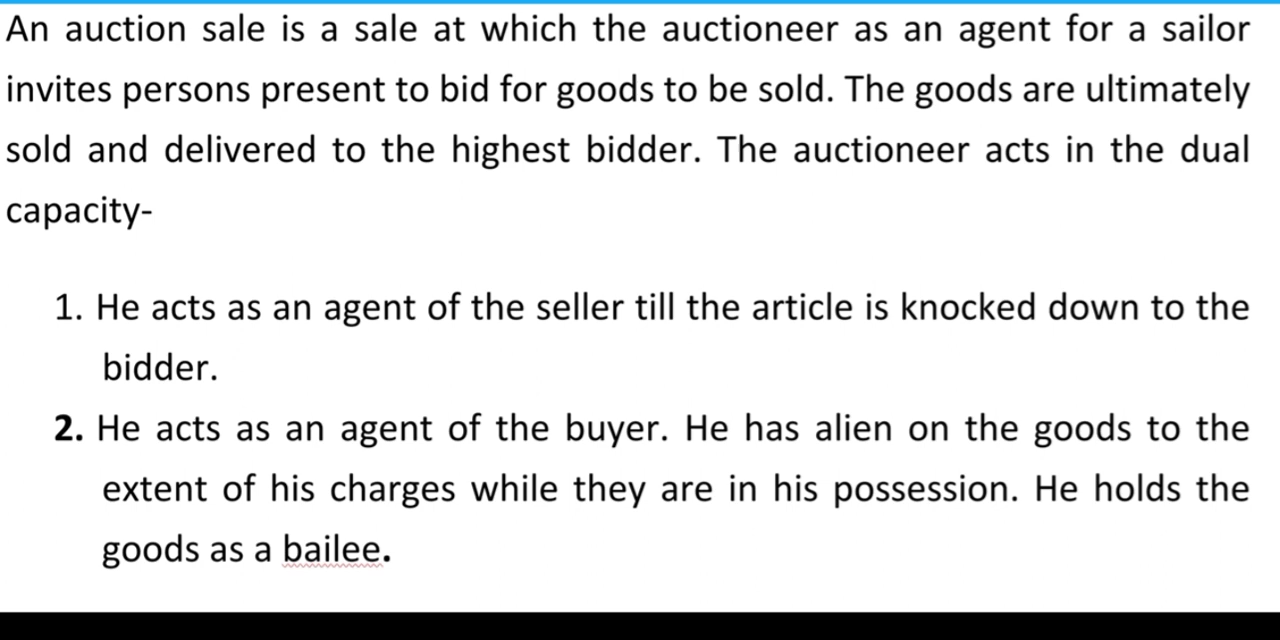 An auction sale is a sale at which the auctioneer as an agent for a sailor
invites persons present to bid for goods to be sold. The goods are ultimately
sold and delivered to the highest bidder. The auctioneer acts in the dual
capacity-
1. He acts as an agent of the seller till the article is knocked down to the
bidder.
2. He acts as an agent of the buyer. He has alien on the goods to the
extent of his charges while they are in his possession. He holds the
goods as a bailee.